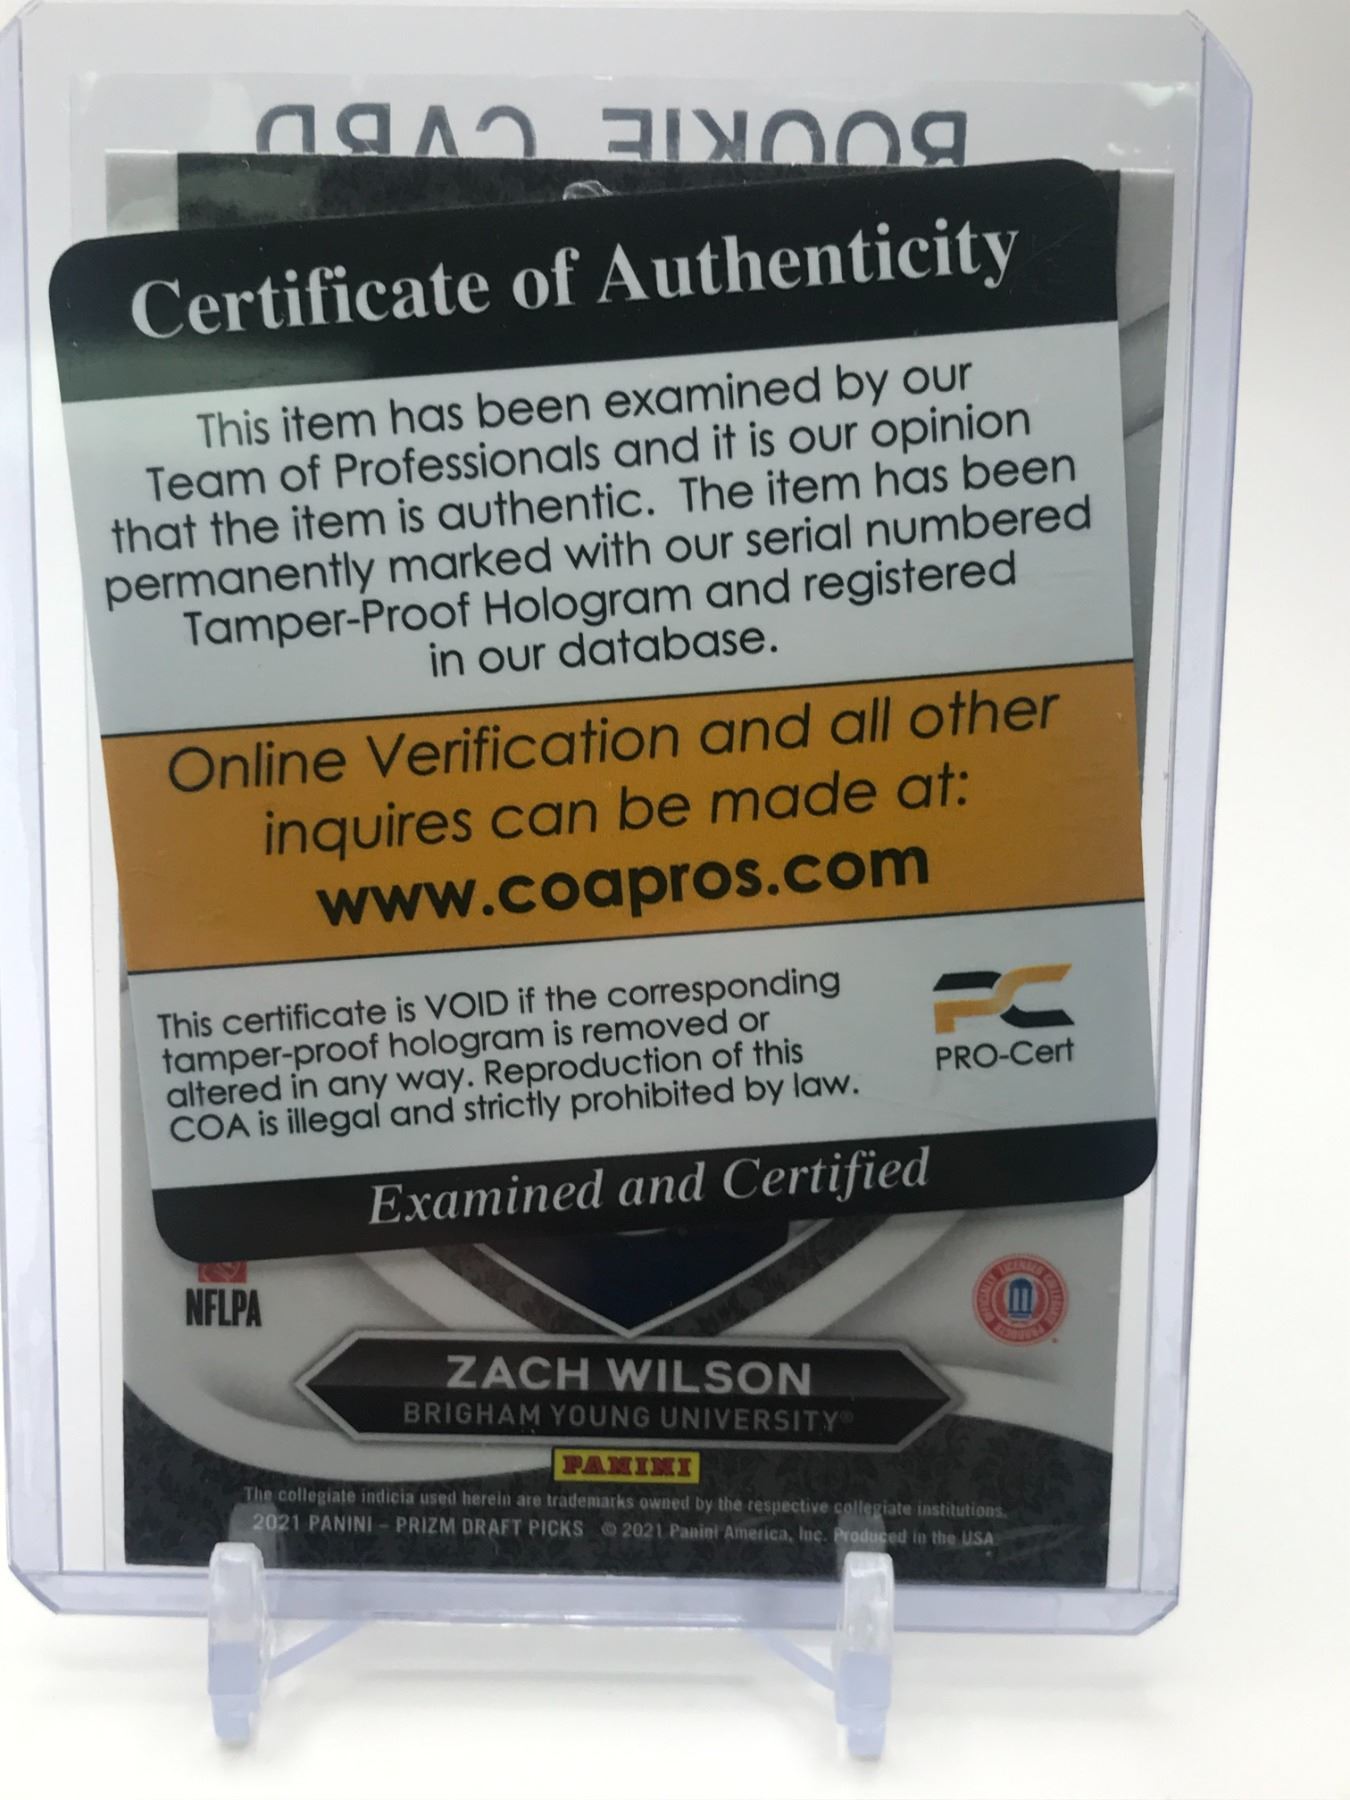 ROOKIE CARD
Certificate of Authenticity
This item has been examined by our
Team of Professionals and it is our opinion
that the item is authentic. The item has been
permanently marked with our serial numbered
Tamper-Proof Hologram and registered
in our database.
Online Verification and all other
inquires can be made at:
www.coapros.com
This certificate is VOID if the corresponding
tamper-proof hologram is removed or
altered in any way. Reproduction of this
COA is illegal and strictly prohibited by law.
PC
PRO-Cert
Examined and Certified
NFLPA
OFFICIALLY LICENSED COLLEGIATE PRODUCTS
ZACH WILSON
BRIGHAM YOUNG UNIVERSITY®
PANINI
The collegiate indicia used herein are trademarks owned by the respective collegiate institutions.
2021 PANINI – PRIZM DRAFT PICKS © 2021 Panini America, Inc. Produced in the USA.